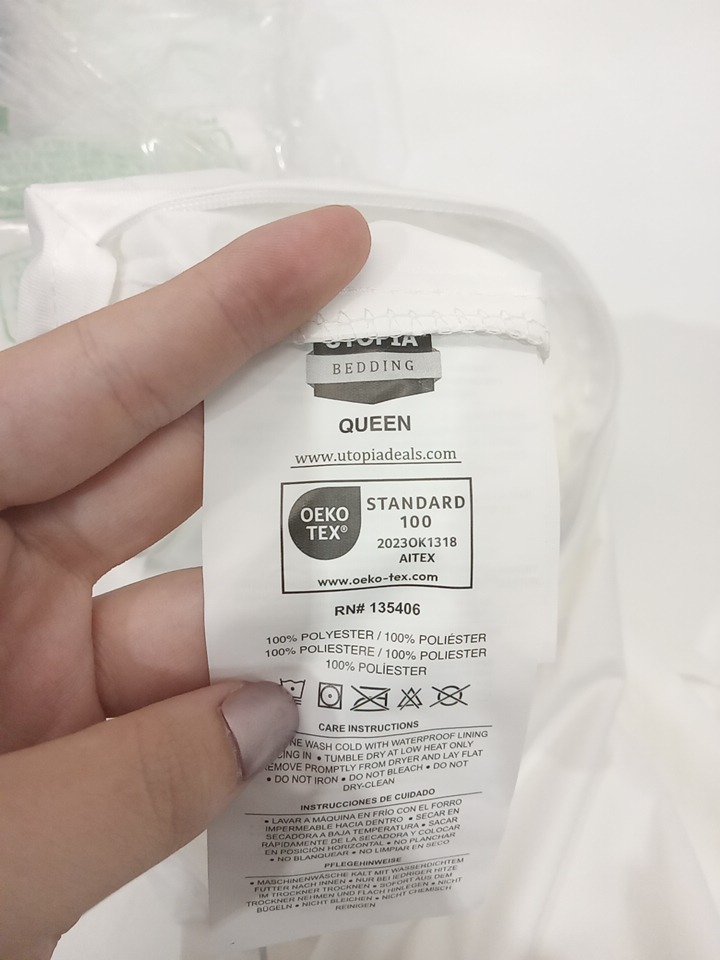 UTOPIA
BEDDING
QUEEN
www.utopiadeals.com
OEKO
TEX®
STANDARD
100
2023OK1318
AITEX
www.oeko-tex.com
RN# 135406
100% POLYESTER / 100% POLIÉSTER
100% POLIESTERE / 100% POLIESTER
100% POLÍESTER
CARE INSTRUCTIONS
WASH COLD WITH WATERPROOF LINING
IN • TUMBLE DRY AT LOW HEAT ONLY
PROMPTLY FROM DRYER AND LAY FLAT
• DO NOT IRON • DO NOT BLEACH • DO NOT
DRY-CLEAN
INSTRUCCIONES DE CUIDADO
• LAVAR A MÁQUINA EN FRÍO CON EL FORRO
IMPERMEABLE HACIA DENTRO • SECAR EN
SECADORA A BAJA TEMPERATURA • SACAR
RÁPIDAMENTE DE LA SECADORA Y COLOCAR
EN POSICIÓN HORIZONTAL • NO PLANCHAR
• NO BLANQUEAR • NO LIMPIAR EN SECO
PFLEGEHINWEISE
• MASCHINENWÄSCHE KALT MIT WASSERDICHTEM
FUTTER NACH INNEN • NUR BEI IEDRIGER HITZE
IM TROCKNER TROCKNEN • SOFORT AUS DEM
TROCKNER NEHMEN UND FLACH HINLEGEN • NICHT
BÜGELN • NICHT BLEICHEN • NICHT CHEMISCH
REINIGEN